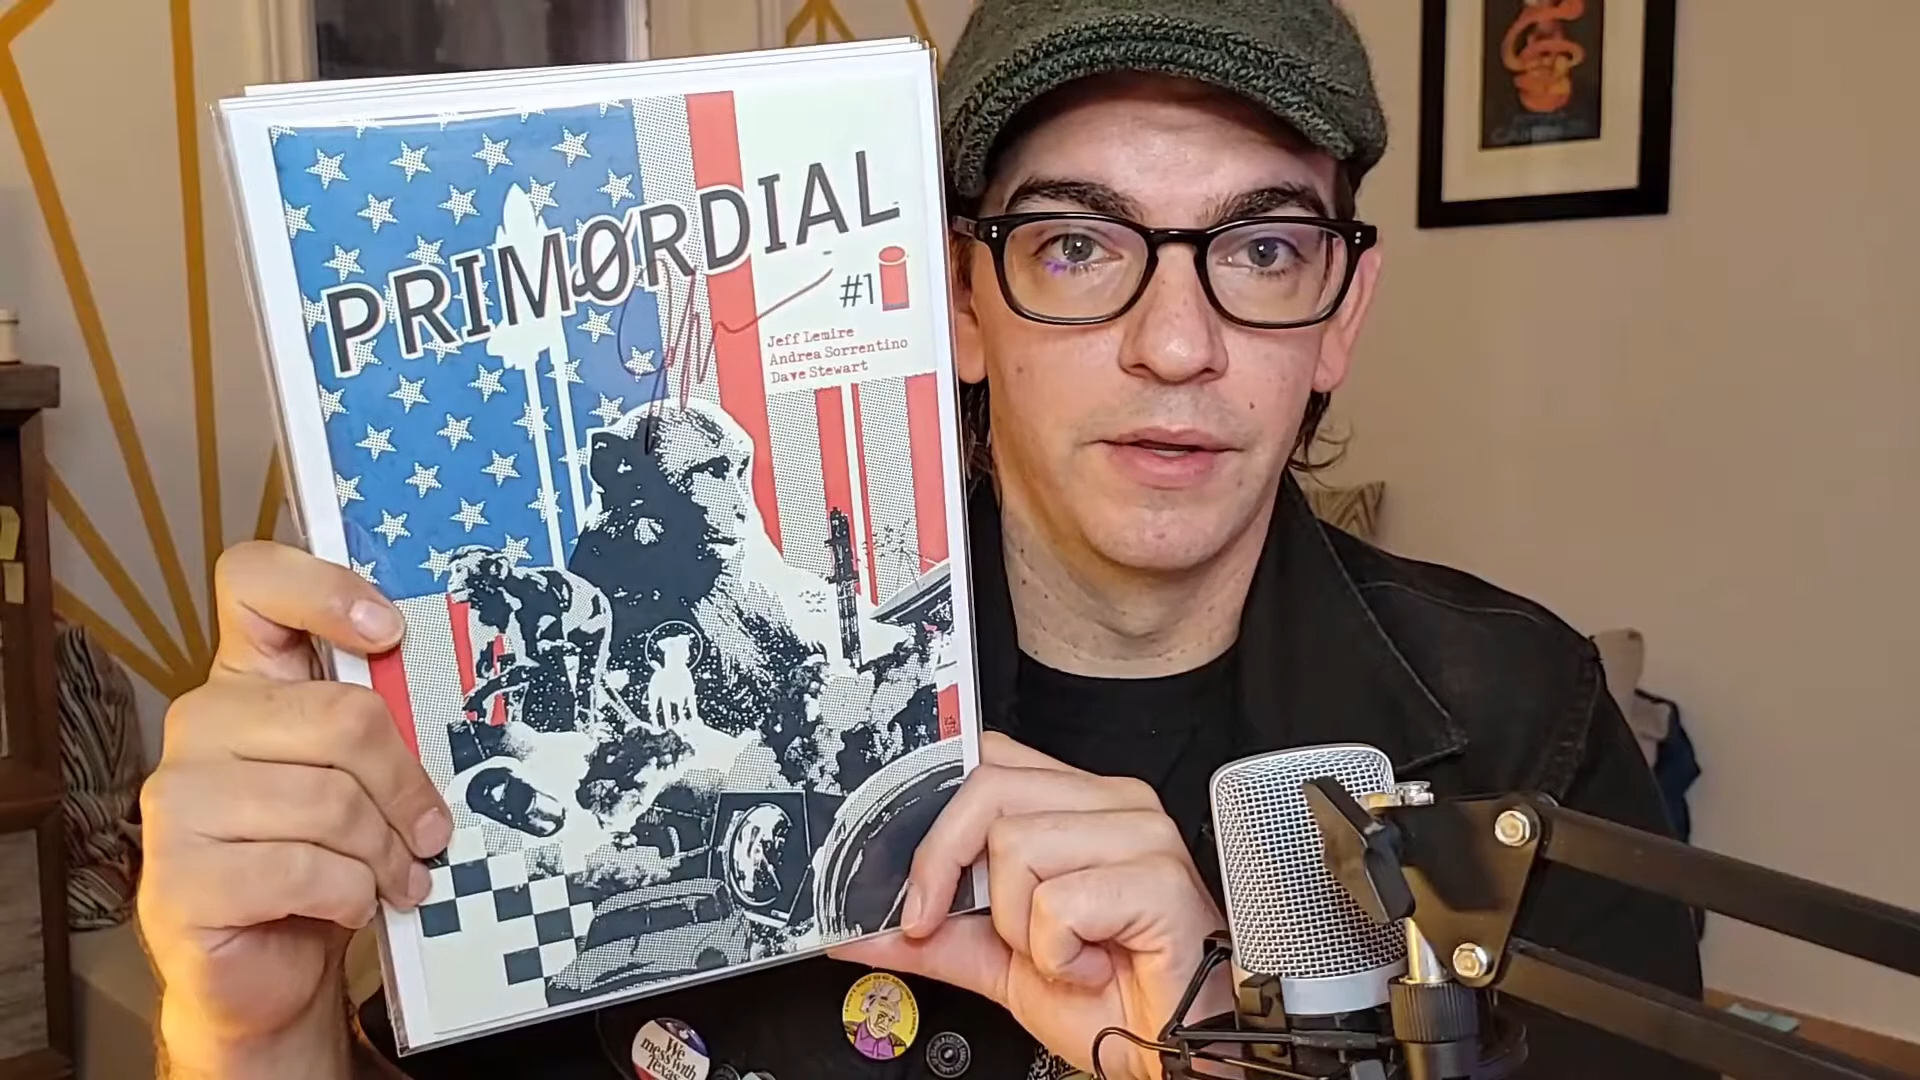 PRIMØRDIAL
#1
Jeff Lemire
Andrea Sorrentino
Dave Stewart
We
mess with
Texas